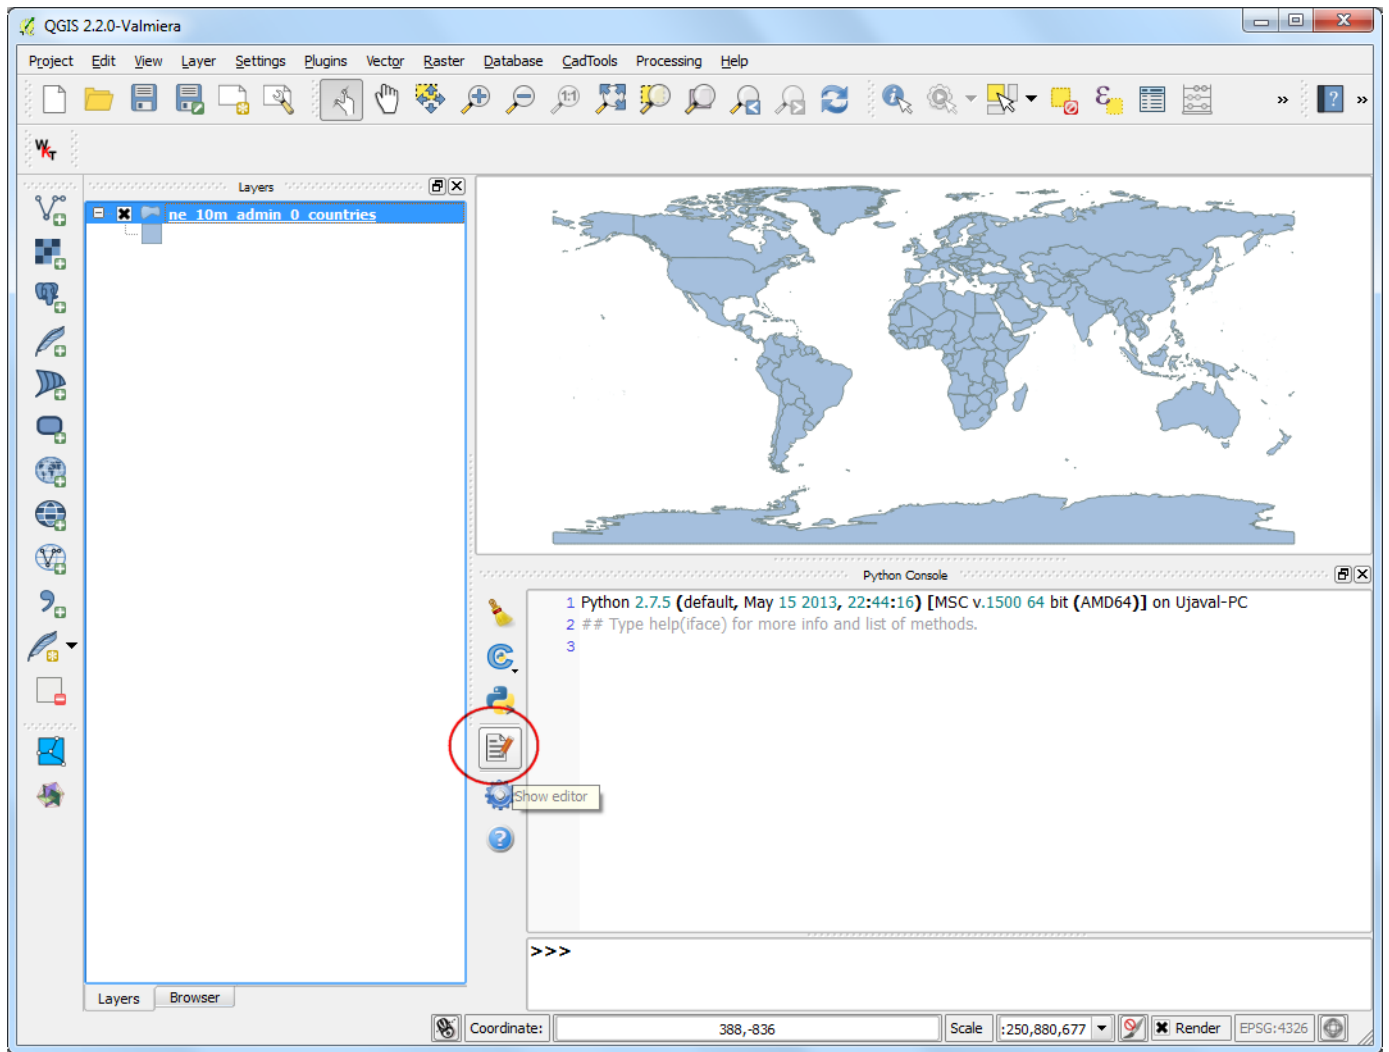 QGIS 2.2.0-Valmiera
Project Edit View Layer Settings Plugins Vector Raster Database CadTools Processing Help
1:1
ε
?
»
»
WKT
Layers
ne_10m_admin_0_countries
Python Console
1 Python 2.7.5 (default, May 15 2013, 22:44:16) [MSC v.1500 64 bit (AMD64)] on Ujaval-PC
2 ## Type help(iface) for more info and list of methods.
3
Show editor
?
>>>
Layers Browser
Coordinate: 388,-836 Scale :250,880,677 Render EPSG:4326